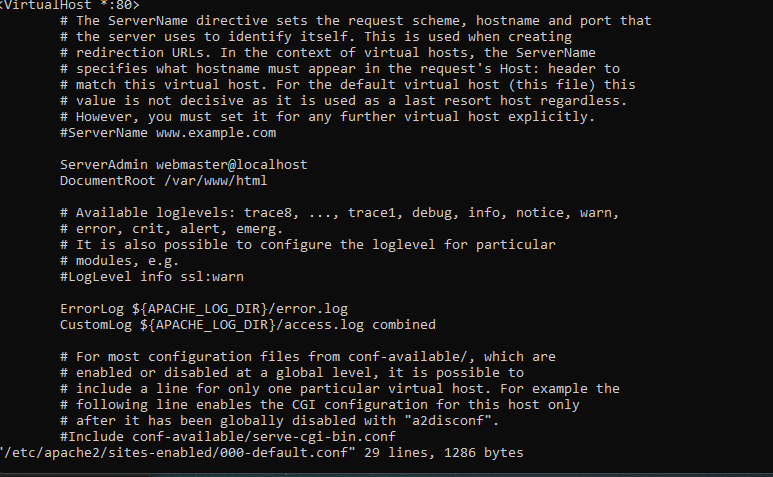 <VirtualHost *:80>
# The ServerName directive sets the request scheme, hostname and port that
# the server uses to identify itself. This is used when creating
# redirection URLs. In the context of virtual hosts, the ServerName
# specifies what hostname must appear in the request's Host: header to
# match this virtual host. For the default virtual host (this file) this
# value is not decisive as it is used as a last resort host regardless.
# However, you must set it for any further virtual host explicitly.
#ServerName www.example.com
ServerAdmin webmaster@localhost
DocumentRoot /var/www/html
# Available loglevels: trace8, ..., trace1, debug, info, notice, warn,
# error, crit, alert, emerg.
# It is also possible to configure the loglevel for particular
# modules, e.g.
#LogLevel info ssl:warn
ErrorLog ${APACHE_LOG_DIR}/error.log
CustomLog ${APACHE_LOG_DIR}/access.log combined
# For most configuration files from conf-available/, which are
# enabled or disabled at a global level, it is possible to
# include a line for only one particular virtual host. For example the
# following line enables the CGI configuration for this host only
# after it has been globally disabled with "a2disconf".
#Include conf-available/serve-cgi-bin.conf
"/etc/apache2/sites-enabled/000-default.conf" 29 lines, 1286 bytes